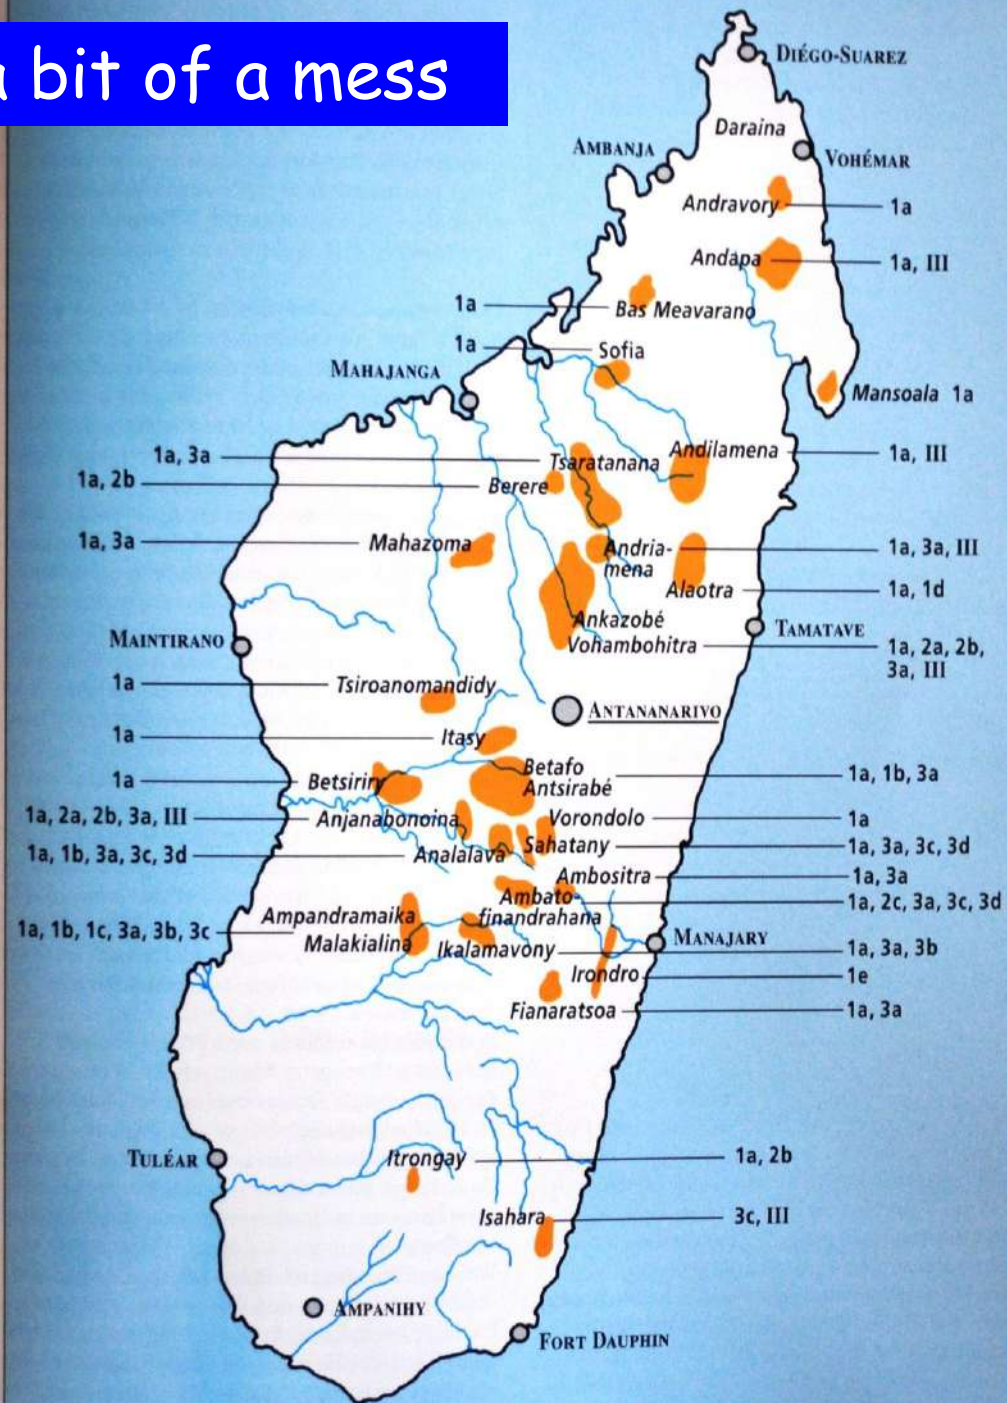 a bit of a mess
DIÉGO-SUAREZ
Daraina
AMBANJA
VOHÉMAR
Andravory
1a
Andapa
1a, III
1a
Bas Meavarano
1a
Sofia
MAHAJANGA
Mansoala 1a
1a, 3a
Tsaratanana
Andilamena
1a, III
1a, 2b
Berere
1a, 3a
Mahazoma
Andria-
mena
1a, 3a, III
Alaotra
1a, 1d
Ankazobé
Vohambohitra
TAMATAVE
MAINTIRANO
1a, 2a, 2b,
3a, III
1a
Tsiroanomandidy
ANTANANARIVO
1a
Itasy
1a
Betsiriry
Betafo
Antsirabé
1a, 1b, 3a
1a, 2a, 2b, 3a, III
Anjanabonoina
Vorondolo
1a
1a, 1b, 3a, 3c, 3d
Analalava
Sahatany
1a, 3a, 3c, 3d
Ambositra
1a, 3a
Ambato-
finandrahana
1a, 2c, 3a, 3c, 3d
1a, 1b, 1c, 3a, 3b, 3c
Ampandramaika
Malakialina
Ikalamavony
MANAJARY
1a, 3a, 3b
Irondro
1e
Fianaratsoa
1a, 3a
TULÉAR
Itrongay
1a, 2b
Isahara
3c, III
AMPANIHY
FORT DAUPHIN